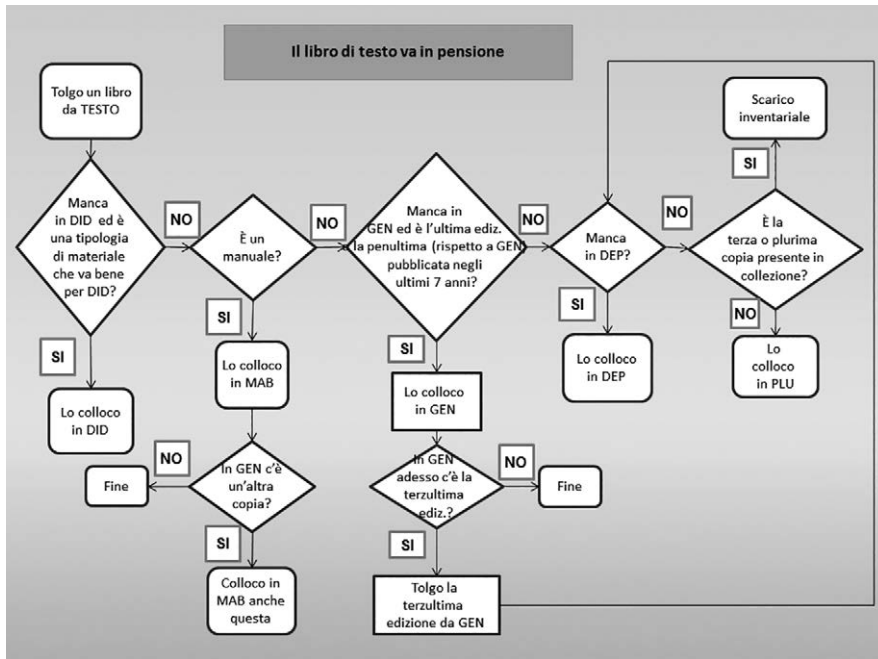 Il libro di testo va in pensione
Tolgo un libro
da TESTO
Manca
in DID ed è
una tipologia
di materiale
che va bene
per DID?
NO
SI
Lo colloco
in DID
È un
manuale?
NO
SI
Lo colloco
in MAB
In GEN c'è
un'altra
copia?
NO
Fine
SI
Colloco in
MAB anche
questa
Manca in
GEN ed è l'ultima ediz.
la penultima (rispetto a GEN)
pubblicata negli
ultimi 7 anni?
NO
SI
Lo colloco
in GEN
In GEN
adesso c'è la
terzultima
ediz.?
NO
Fine
SI
Tolgo la
terzultima
edizione da GEN
Manca
in DEP?
NO
SI
Lo colloco
in DEP
È la
terza o plurima
copia presente in
collezione?
SI
Scarico
inventariale
NO
Lo
colloco
in PLU